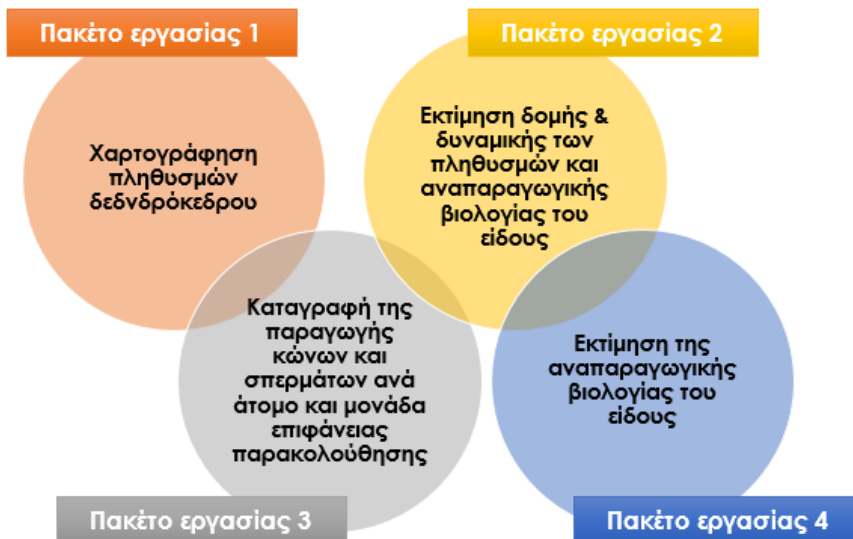 Πακέτο εργασίας 1
Πακέτο εργασίας 2
Χαρτογράφηση
πληθυσμών
δεδνδρόκεδρου
Εκτίμηση δομής &
δυναμικής των
πληθυσμών και
αναπαραγωγικής
βιολογίας του
είδους
Καταγραφή της
παραγωγής
κώνων και
σπερμάτων ανά
άτομο και μονάδα
επιφάνειας
παρακολούθησης
Εκτίμηση της
αναπαραγωγικής
βιολογίας του
είδους
Πακέτο εργασίας 3
Πακέτο εργασίας 4